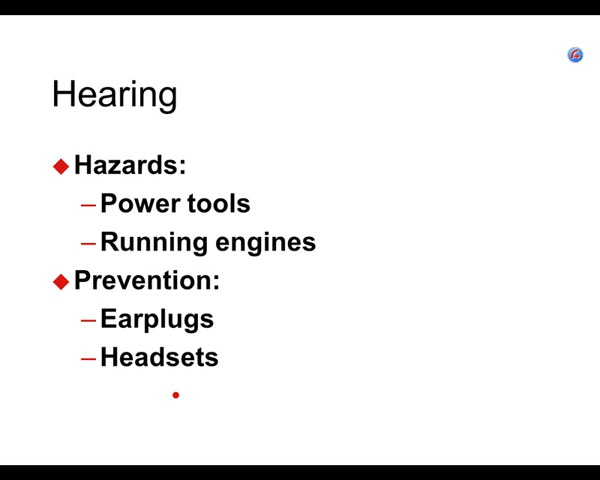 Hearing
Hazards:
–Power tools
–Running engines
Prevention:
–Earplugs
–Headsets